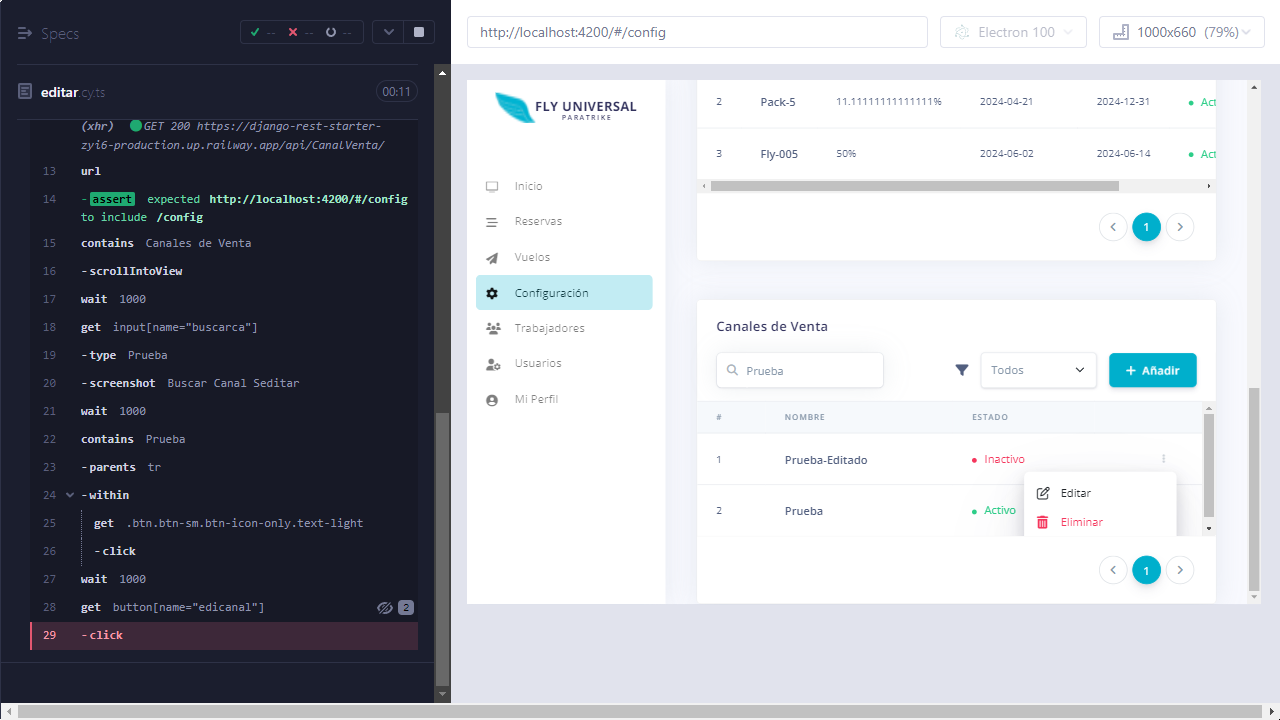 Specs
-- -- --
editar.cy.ts
00:11
(xhr) GET 200 https://django-rest-starter-
zyi6-production.up.railway.app/api/CanalVenta/
13 url
14 -assert expected http://localhost:4200/#/config
to include /config
15 contains Canales de Venta
16 -scrollIntoView
17 wait 1000
18 get input[name="buscarca"]
19 -type Prueba
20 -screenshot Buscar Canal Seditar
21 wait 1000
22 contains Prueba
23 -parents tr
24 -within
25 get .btn.btn-sm.btn-icon-only.text-light
26 -click
27 wait 1000
28 get button[name="edicanal"] 2
29 -click
http://localhost:4200/#/config
Electron 100
1000x660 (79%)
FLY UNIVERSAL
PARATRIKE
Inicio
Reservas
Vuelos
Configuración
Trabajadores
Usuarios
Mi Perfil
2 Pack-5 11.11111111111111% 2024-04-21 2024-12-31 Act
3 Fly-005 50% 2024-06-02 2024-06-14 Act
1
Canales de Venta
Prueba
Todos
+ Añadir
# NOMBRE ESTADO
1 Prueba-Editado Inactivo
Editar
2 Prueba Activo
Eliminar
1